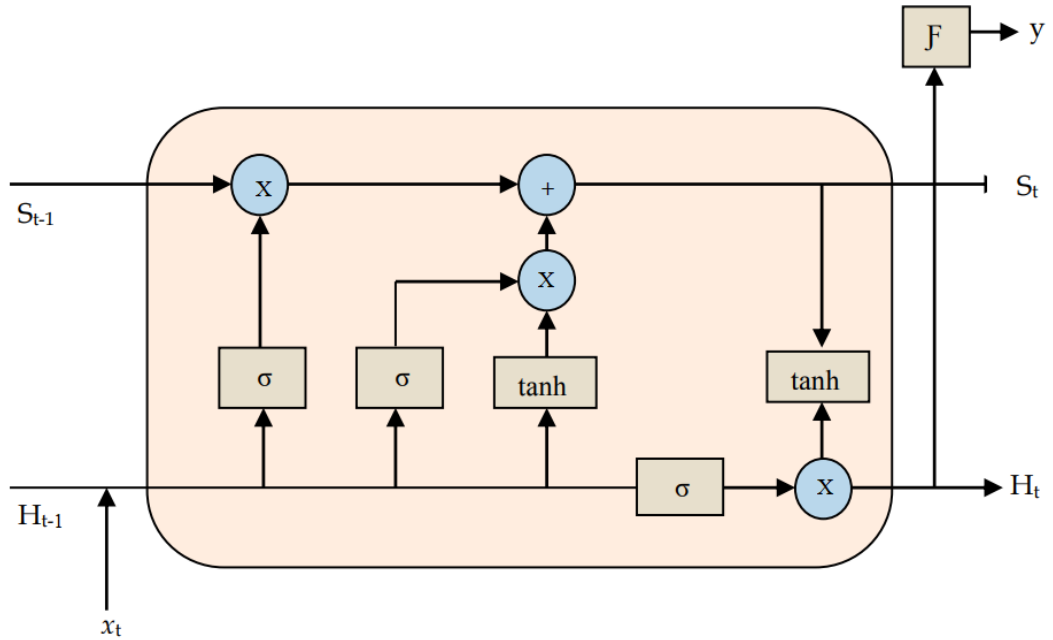 Ƒ
y
X
+
S_{t-1}
S_t
X
σ
σ
tanh
tanh
σ
X
H_{t-1}
H_t
x_t